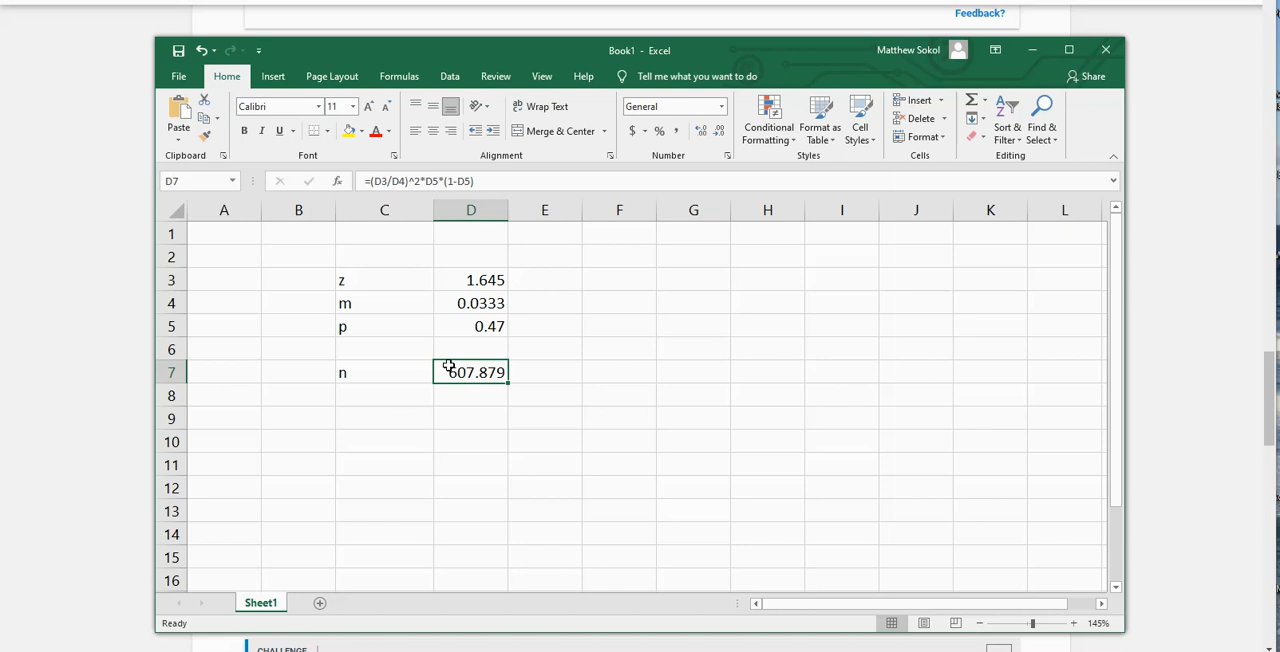 Feedback?
Book1 - Excel
Matthew Sokol
File Home Insert Page Layout Formulas Data Review View Help Tell me what you want to do Share
Paste
Calibri 11
Wrap Text
General
Conditional Formatting
Format as Table
Cell Styles
Insert
Delete
Format
Sort & Filter
Find & Select
B I U
Merge & Center
$ % ,
Clipboard Font Alignment Number Styles Cells Editing
D7 fx =(D3/D4)^2*D5*(1-D5)
A B C D E F G H I J K L
1
2
3 z 1.645
4 m 0.0333
5 p 0.47
6
7 n 607.879
8
9
10
11
12
13
14
15
16
Sheet1
Ready 145%
CHALLENGE